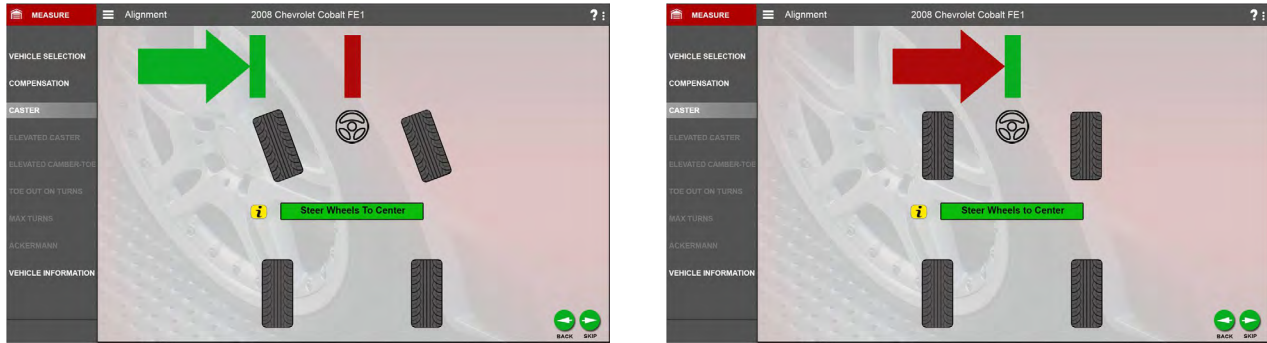 MEASURE
Alignment
2008 Chevrolet Cobalt FE1
?
VEHICLE SELECTION
COMPENSATION
CASTER
ELEVATED CASTER
ELEVATED CAMBER-TOE
TOE OUT ON TURNS
MAX TURNS
ACKERMANN
VEHICLE INFORMATION
i
Steer Wheels To Center
BACK
SKIP
MEASURE
Alignment
2008 Chevrolet Cobalt FE1
?
VEHICLE SELECTION
COMPENSATION
CASTER
ELEVATED CASTER
ELEVATED CAMBER-TOE
TOE OUT ON TURNS
MAX TURNS
ACKERMANN
VEHICLE INFORMATION
i
Steer Wheels to Center
BACK
SKIP